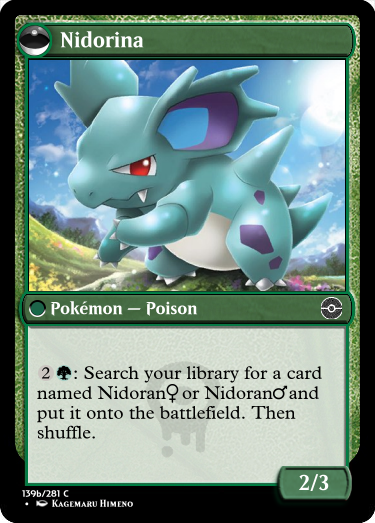 Nidorina
Pokémon — Poison
2 : Search your library for a card
named Nidoran♀ or Nidoran♂ and
put it onto the battlefield. Then
shuffle.
2/3
139b/281 C
• Kagemaru Himeno